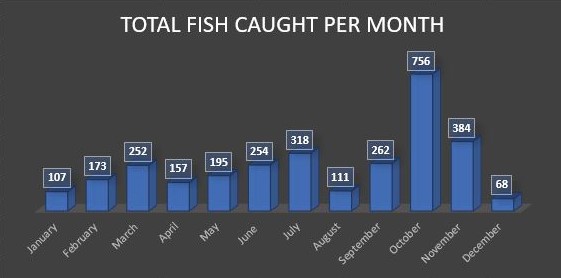 TOTAL FISH CAUGHT PER MONTH
107
173
252
157
195
254
318
111
262
756
384
68
January
February
March
April
May
June
July
August
September
October
November
December